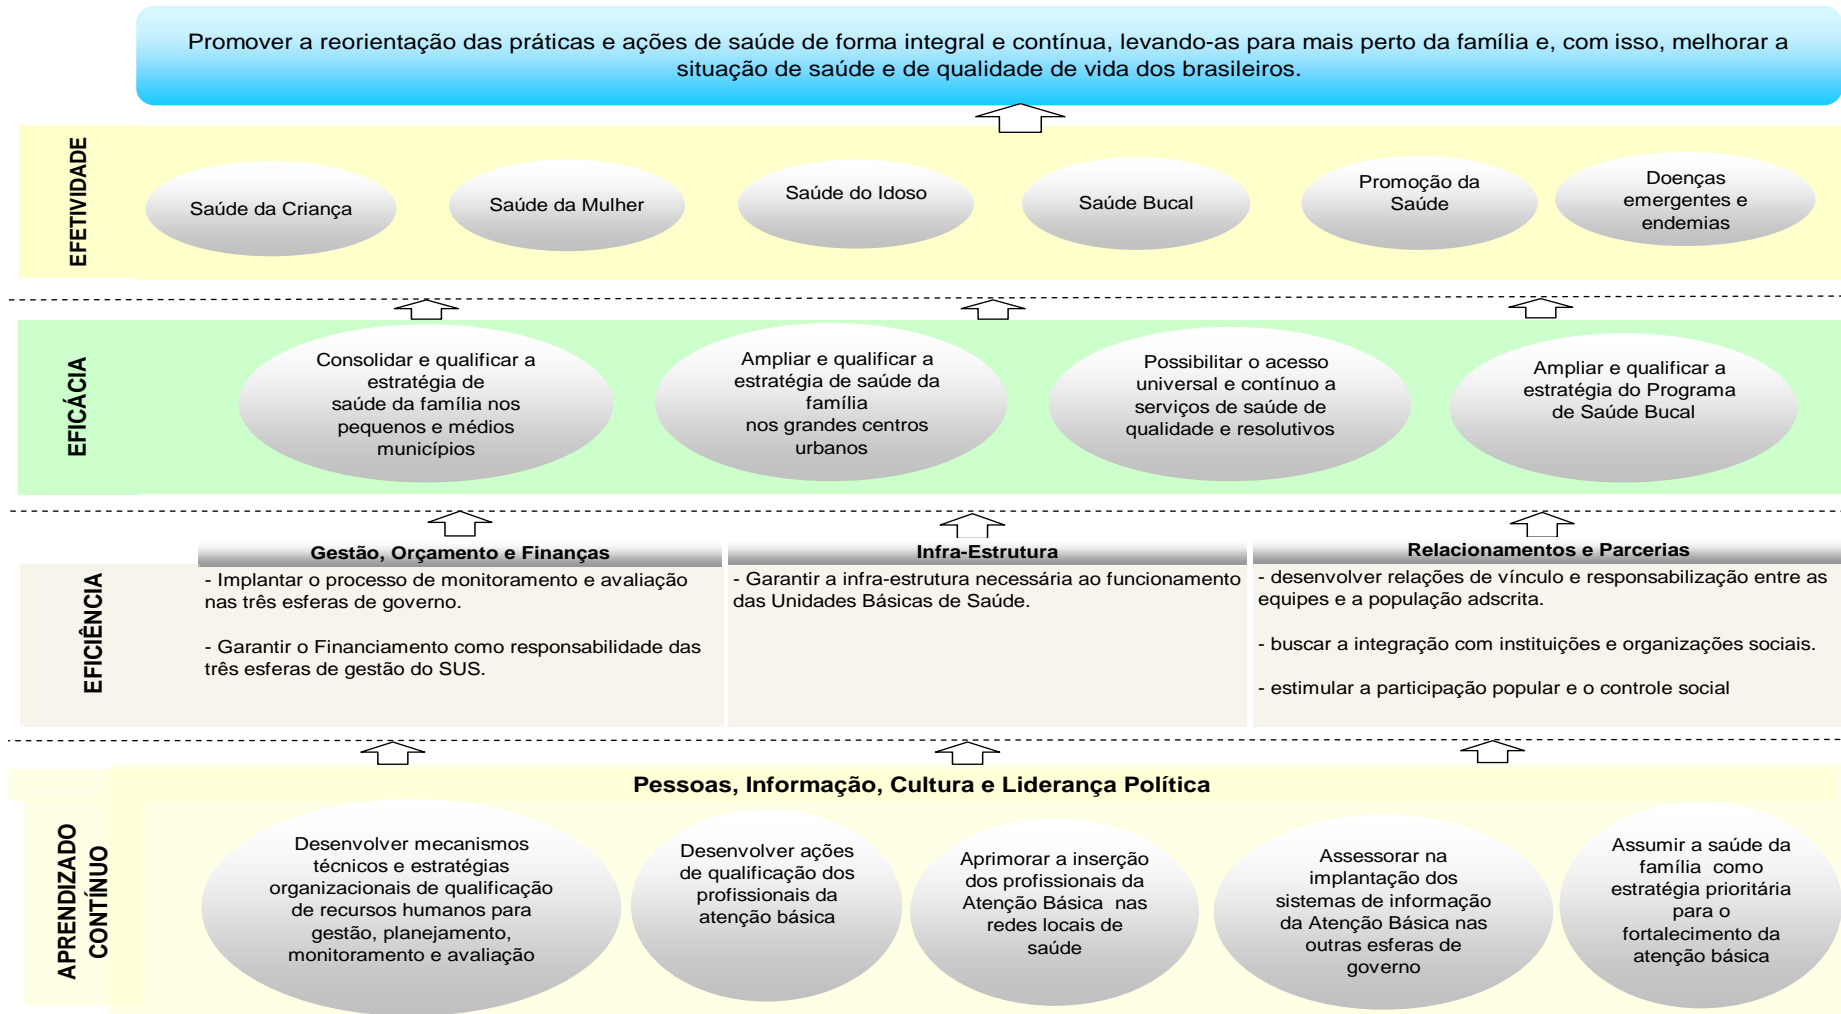 Promover a reorientação das práticas e ações de saúde de forma integral e contínua, levando-as para mais perto da família e, com isso, melhorar a
situação de saúde e de qualidade de vida dos brasileiros.
EFETIVIDADE
Saúde da Criança
Saúde da Mulher
Saúde do Idoso
Saúde Bucal
Promoção da
Saúde
Doenças
emergentes e
endemias
EFICÁCIA
Consolidar e qualificar a
estratégia de
saúde da família nos
pequenos e médios
municípios
Ampliar e qualificar a
estratégia de saúde da
família
nos grandes centros
urbanos
Possibilitar o acesso
universal e contínuo a
serviços de saúde de
qualidade e resolutivos
Ampliar e qualificar a
estratégia do Programa
de Saúde Bucal
EFICIÊNCIA
Gestão, Orçamento e Finanças
- Implantar o processo de monitoramento e avaliação
nas três esferas de governo.
- Garantir o Financiamento como responsabilidade das
três esferas de gestão do SUS.
Infra-Estrutura
- Garantir a infra-estrutura necessária ao funcionamento
das Unidades Básicas de Saúde.
Relacionamentos e Parcerias
- desenvolver relações de vínculo e responsabilização entre as
equipes e a população adscrita.
- buscar a integração com instituições e organizações sociais.
- estimular a participação popular e o controle social
APRENDIZADO
CONTÍNUO
Pessoas, Informação, Cultura e Liderança Política
Desenvolver mecanismos
técnicos e estratégias
organizacionais de qualificação
de recursos humanos para
gestão, planejamento,
monitoramento e avaliação
Desenvolver ações
de qualificação dos
profissionais da
atenção básica
Aprimorar a inserção
dos profissionais da
Atenção Básica nas
redes locais de
saúde
Assessorar na
implantação dos
sistemas de informação
da Atenção Básica nas
outras esferas de
governo
Assumir a saúde da
família como
estratégia prioritária
para o
fortalecimento da
atenção básica